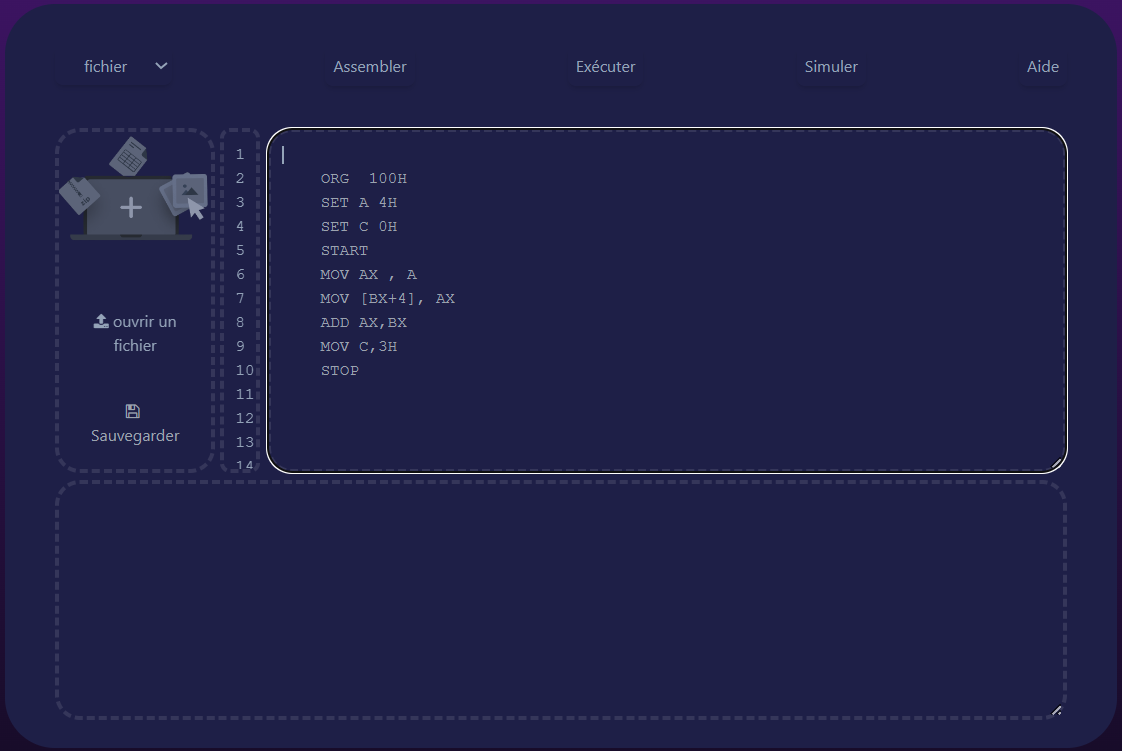 fichier
Assembler
Exécuter
Simuler
Aide
ouvrir un
fichier
Sauvegarder
1
2 ORG  100H
3 SET A 4H
4 SET C 0H
5 START
6 MOV AX , A
7 MOV [BX+4], AX
8 ADD AX,BX
9 MOV C,3H
10 STOP
11
12
13
14